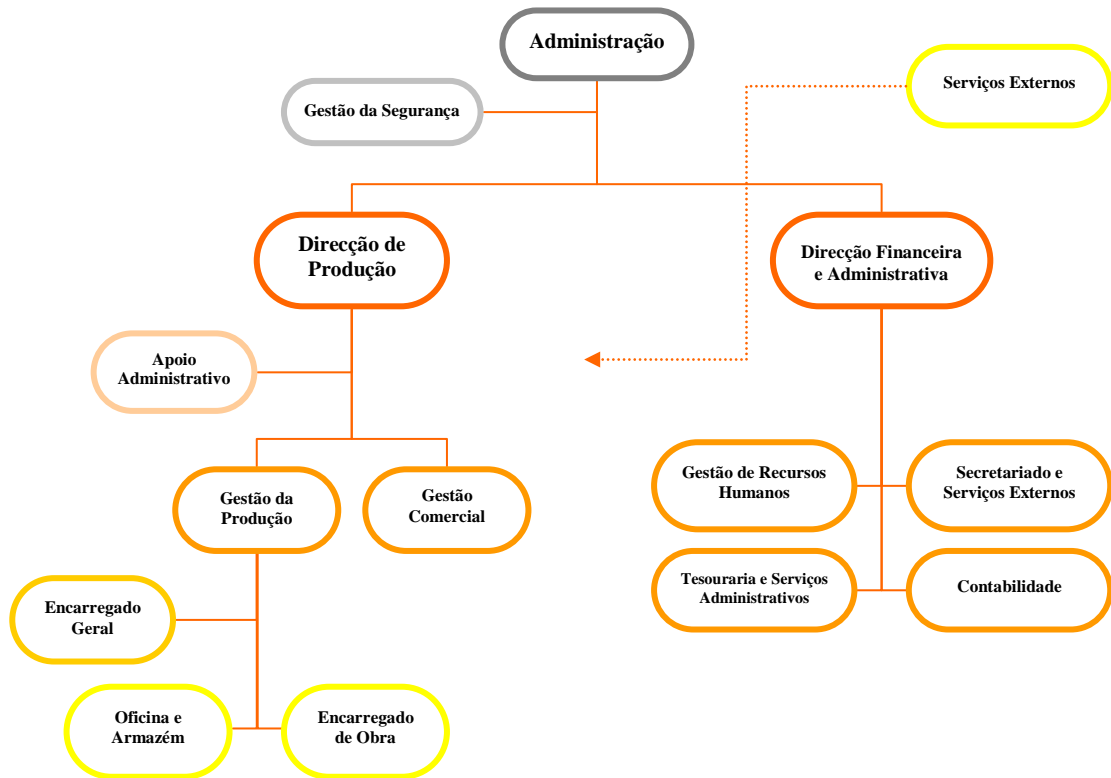 Administração
Serviços Externos
Gestão da Segurança
Direcção de
Produção
Direcção Financeira
e Administrativa
Apoio
Administrativo
Gestão da
Produção
Gestão
Comercial
Gestão de Recursos
Humanos
Secretariado e
Serviços Externos
Tesouraria e Serviços
Administrativos
Contabilidade
Encarregado
Geral
Oficina e
Armazém
Encarregado
de Obra